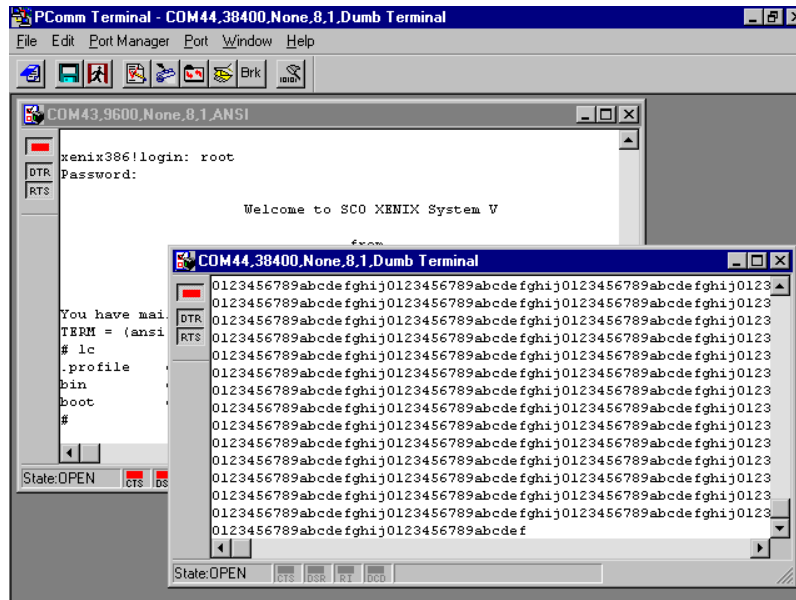 PComm Terminal - COM44,38400,None,8,1,Dumb Terminal
File Edit Port Manager Port Window Help
Brk
COM43,9600,None,8,1,ANSI
DTR
RTS
xenix386!login: root
Password:
Welcome to SCO XENIX System V
from
You have mai
TERM = (ansi
# lc
.profile
bin
boot
#
State:OPEN CTS DS
COM44,38400,None,8,1,Dumb Terminal
DTR
RTS
0123456789abcdefghij0123456789abcdefghij0123456789abcdefghij0123
0123456789abcdefghij0123456789abcdefghij0123456789abcdefghij0123
0123456789abcdefghij0123456789abcdefghij0123456789abcdefghij0123
0123456789abcdefghij0123456789abcdefghij0123456789abcdefghij0123
0123456789abcdefghij0123456789abcdefghij0123456789abcdefghij0123
0123456789abcdefghij0123456789abcdefghij0123456789abcdefghij0123
0123456789abcdefghij0123456789abcdefghij0123456789abcdefghij0123
0123456789abcdefghij0123456789abcdefghij0123456789abcdefghij0123
0123456789abcdefghij0123456789abcdefghij0123456789abcdefghij0123
0123456789abcdefghij0123456789abcdefghij0123456789abcdefghij0123
0123456789abcdefghij0123456789abcdefghij0123456789abcdefghij0123
0123456789abcdefghij0123456789abcdefghij0123456789abcdefghij0123
0123456789abcdefghij0123456789abcdefghij0123456789abcdefghij0123
0123456789abcdefghij0123456789abcdefghij0123456789abcdefghij0123
0123456789abcdefghij0123456789abcdef
State:OPEN CTS DSR RI DCD